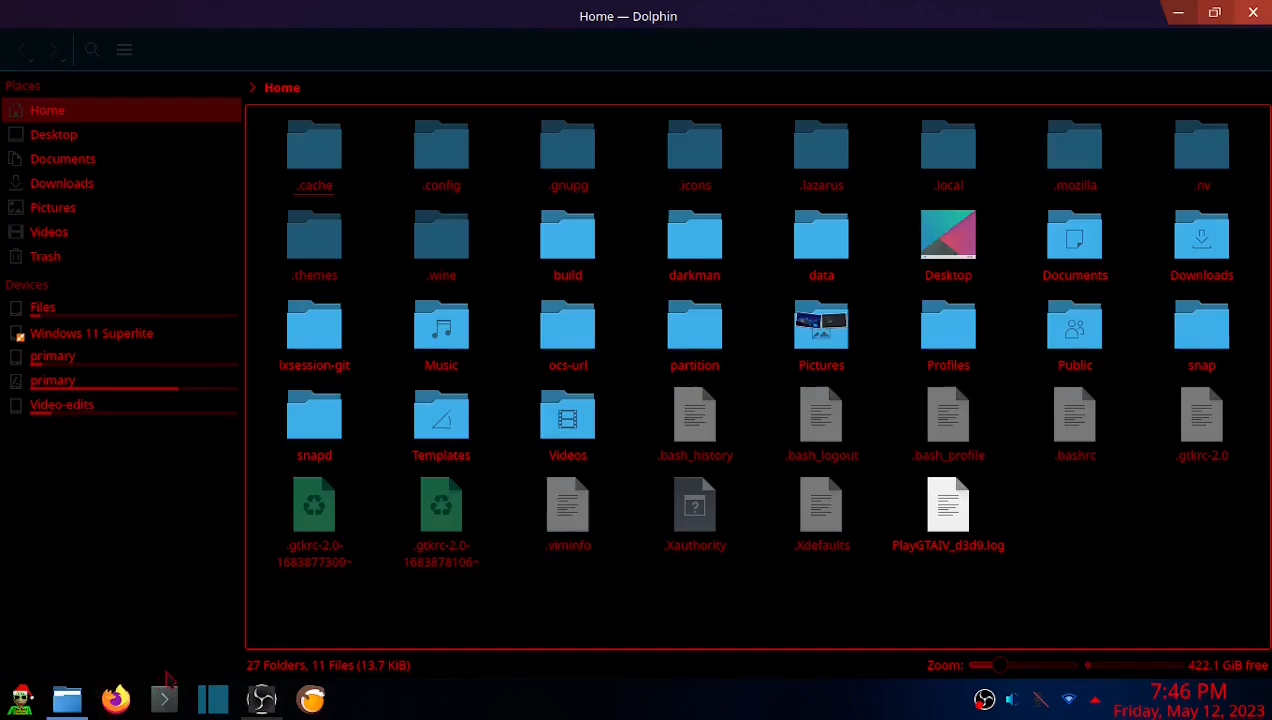 Home — Dolphin
Places
Home
Home
Desktop
Documents
Downloads
Pictures
Videos
Trash
Devices
Files
Windows 11 Superlite
primary
primary
Video-edits
.cache
.config
.gnupg
.icons
.lazarus
.local
.mozilla
.nv
.themes
.wine
build
darkman
data
Desktop
Documents
Downloads
lxsession-git
Music
ocs-url
partition
Pictures
Profiles
Public
snap
snapd
Templates
Videos
.bash_history
.bash_logout
.bash_profile
.bashrc
.gtkrc-2.0
.gtkrc-2.0-
1683877309~
.gtkrc-2.0-
1683878106~
.viminfo
.Xauthority
.Xdefaults
PlayGTAIV_d3d9.log
27 Folders, 11 Files (13.7 KiB)
Zoom:
422.1 GiB free
7:46 PM
Friday, May 12, 2023